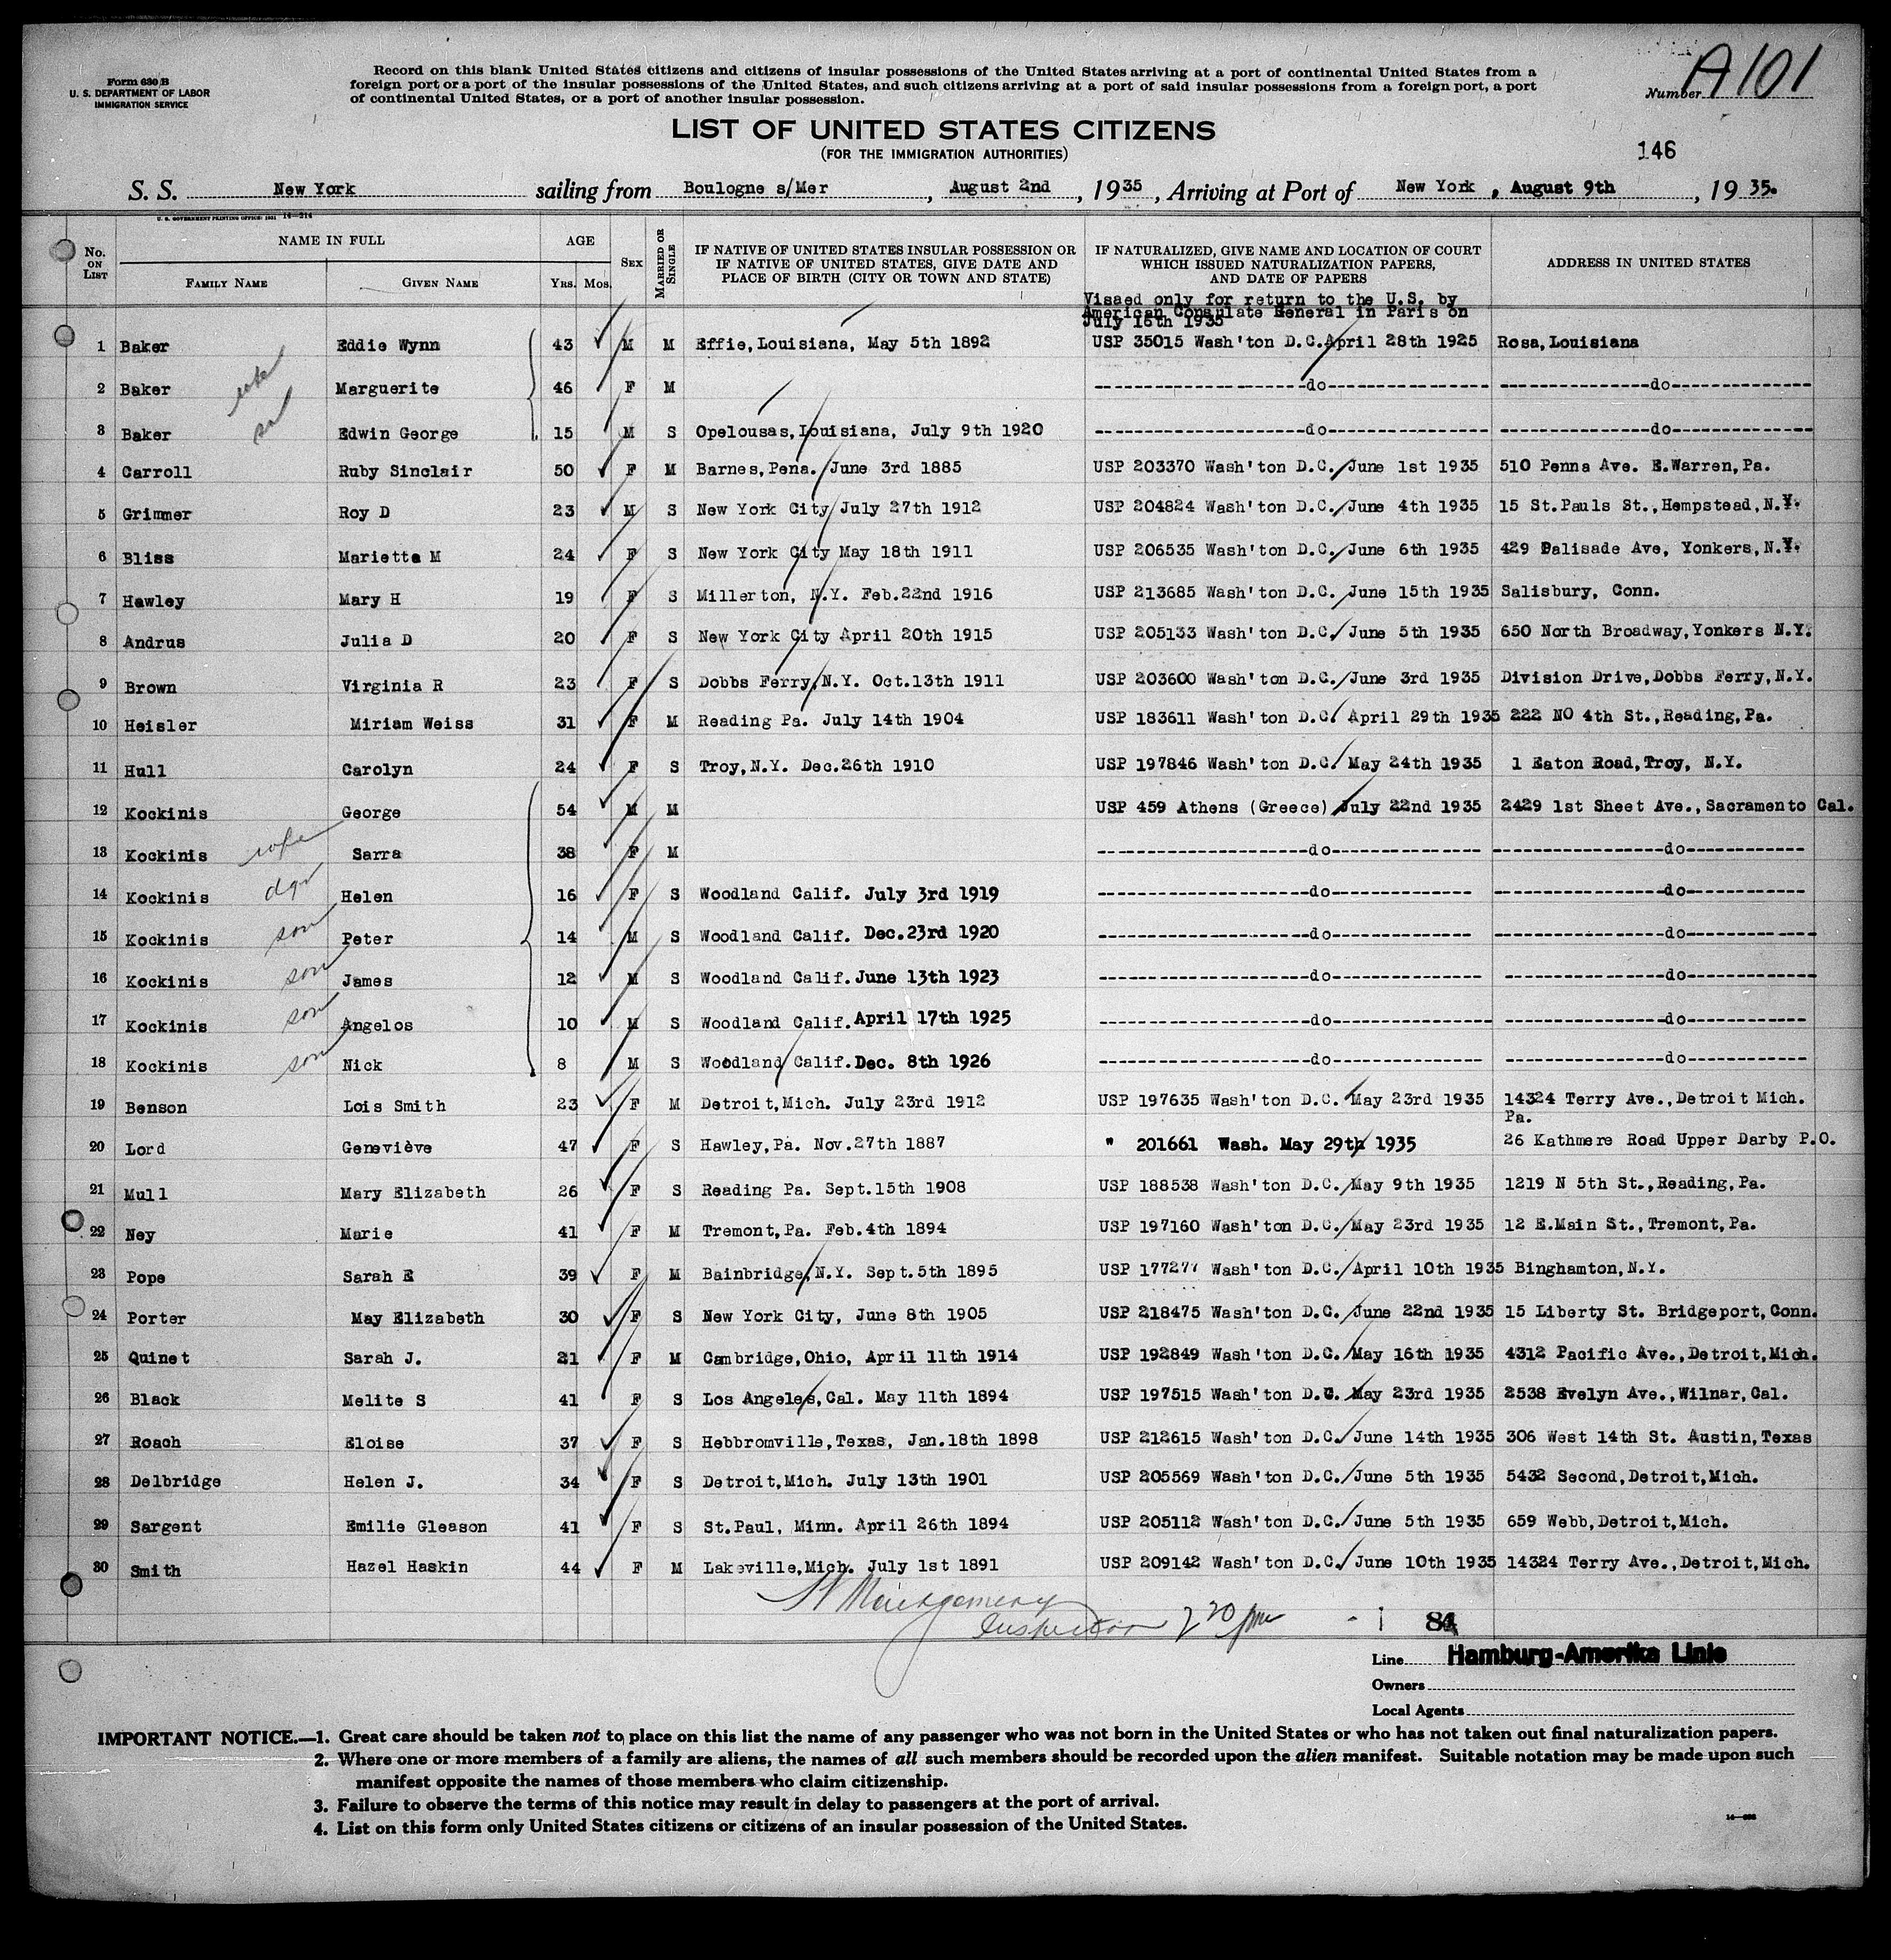 Form 630 B
U. S. DEPARTMENT OF LABOR
IMMIGRATION SERVICE
Record on this blank United States citizens and citizens of insular possessions of the United States arriving at a port of continental United States from a
foreign port or a port of the insular possessions of the United States, and such citizens arriving at a port of said insular possessions from a foreign port, a port
of continental United States, or a port of another insular possession.
Number A101
LIST OF UNITED STATES CITIZENS
(FOR THE IMMIGRATION AUTHORITIES)
146
S. S. New York sailing from Boulogne s/Mer, August 2nd, 1935, Arriving at Port of New York, August 9th, 1935.
U. S. GOVERNMENT PRINTING OFFICE: 1931 14—214
No. ON LIST NAME IN FULL AGE SEX MARRIED OR SINGLE IF NATIVE OF UNITED STATES INSULAR POSSESSION OR IF NATIVE OF UNITED STATES, GIVE DATE AND PLACE OF BIRTH (CITY OR TOWN AND STATE) IF NATURALIZED, GIVE NAME AND LOCATION OF COURT WHICH ISSUED NATURALIZATION PAPERS, AND DATE OF PAPERS ADDRESS IN UNITED STATES
FAMILY NAME GIVEN NAME YRS. MOS.
Visaed only for return to the U.S. by
American Consulate General in Paris on
July 16th 1935
1 Baker Eddie Wynn 43 M M Effie, Louisiana, May 5th 1892 USP 35015 Wash'ton D.C. April 28th 1925 Rosa, Louisiana
2 Baker wife Marguerite 46 F M do do
3 Baker son Edwin George 15 M S Opelousas, Louisiana, July 9th 1920 do do
4 Carroll Ruby Sinclair 50 F M Barnes, Pena. June 3rd 1885 USP 203370 Wash'ton D.C. June 1st 1935 510 Penna Ave. E.Warren, Pa.
5 Grimmer Roy D 23 M S New York City July 27th 1912 USP 204824 Wash'ton D.C. June 4th 1935 15 St.Pauls St., Hempstead, N.Y.
6 Bliss Marietta M 24 F S New York City May 18th 1911 USP 206535 Wash'ton D.C. June 6th 1935 429 Palisade Ave, Yonkers, N.Y.
7 Hawley Mary H 19 F S Millerton, N.Y. Feb.22nd 1916 USP 213685 Wash'ton D.C. June 15th 1935 Salisbury, Conn.
8 Andrus Julia D 20 F S New York City April 20th 1915 USP 205133 Wash'ton D.C. June 5th 1935 650 North Broadway, Yonkers N.Y.
9 Brown Virginia R 23 F S Dobbs Ferry, N.Y. Oct.13th 1911 USP 203600 Wash'ton D.C. June 3rd 1935 Division Drive, Dobbs Ferry, N.Y.
10 Heisler Miriam Weiss 31 F M Reading Pa. July 14th 1904 USP 183611 Wash'ton D.C. April 29th 1935 222 NO 4th St., Reading, Pa.
11 Hull Carolyn 24 F S Troy, N.Y. Dec.26th 1910 USP 197846 Wash'ton D.C. May 24th 1935 1 Eaton Road, Troy, N.Y.
12 Kockinis George 54 M M USP 459 Athens (Greece) July 22nd 1935 2429 1st Sheet Ave., Sacramento Cal.
13 Kockinis wife Sarra 38 F M do do
14 Kockinis dgr Helen 16 F S Woodland Calif. July 3rd 1919 do do
15 Kockinis son Peter 14 M S Woodland Calif. Dec.23rd 1920 do do
16 Kockinis son James 12 M S Woodland Calif. June 13th 1923 do do
17 Kockinis son Angelos 10 M S Woodland Calif. April 17th 1925 do do
18 Kockinis son Nick 8 M S Woodland Calif. Dec. 8th 1926 do do
19 Benson Lois Smith 23 F M Detroit, Mich. July 23rd 1912 USP 197635 Wash'ton D.C. May 23rd 1935 14324 Terry Ave., Detroit Mich.
Pa.
20 Lord Geneviève 47 F S Hawley, Pa. Nov.27th 1887 " 201661 Wash. May 29th 1935 26 Kathmere Road Upper Darby P.O.
21 Mull Mary Elizabeth 26 F S Reading Pa. Sept.15th 1908 USP 188538 Wash'ton D.C. May 9th 1935 1219 N 5th St., Reading, Pa.
22 Ney Marie 41 F M Tremont, Pa. Feb.4th 1894 USP 197160 Wash'ton D.C. May 23rd 1935 12 E.Main St., Tremont, Pa.
23 Pope Sarah E 39 F M Bainbridge, N.Y. Sept.5th 1895 USP 177277 Wash'ton D.C. April 10th 1935 Binghamton, N.Y.
24 Porter May Elizabeth 30 F S New York City, June 8th 1905 USP 218475 Wash'ton D.C. June 22nd 1935 15 Liberty St. Bridgeport, Conn.
25 Quinet Sarah J. 21 F M Cambridge, Ohio, April 11th 1914 USP 192849 Wash'ton D.C. May 16th 1935 4312 Pacific Ave., Detroit, Mich.
26 Black Melite S 41 F S Los Angeles, Cal. May 11th 1894 USP 197515 Wash'ton D.C. May 23rd 1935 2538 Evelyn Ave., Wilnar, Cal.
27 Roach Eloise 37 F S Hebbromville, Texas, Jan.18th 1898 USP 212615 Wash'ton D.C. June 14th 1935 306 West 14th St. Austin, Texas
28 Delbridge Helen J. 34 F S Detroit, Mich. July 13th 1901 USP 205569 Wash'ton D.C. June 5th 1935 5432 Second, Detroit, Mich.
29 Sargent Emilie Gleason 41 F S St.Paul, Minn. April 26th 1894 USP 205112 Wash'ton D.C. June 5th 1935 659 Webb, Detroit, Mich.
30 Smith Hazel Haskin 44 F M Lakeville, Mich. July 1st 1891 USP 209142 Wash'ton D.C. June 10th 1935 14324 Terry Ave., Detroit, Mich.
Montgomery
Inspector 2 20 pm
Line Hamburg-Amerika Linie
Owners
Local Agents
IMPORTANT NOTICE.—1. Great care should be taken not to place on this list the name of any passenger who was not born in the United States or who has not taken out final naturalization papers.
2. Where one or more members of a family are aliens, the names of all such members should be recorded upon the alien manifest. Suitable notation may be made upon such
manifest opposite the names of those members who claim citizenship.
3. Failure to observe the terms of this notice may result in delay to passengers at the port of arrival.
4. List on this form only United States citizens or citizens of an insular possession of the United States.